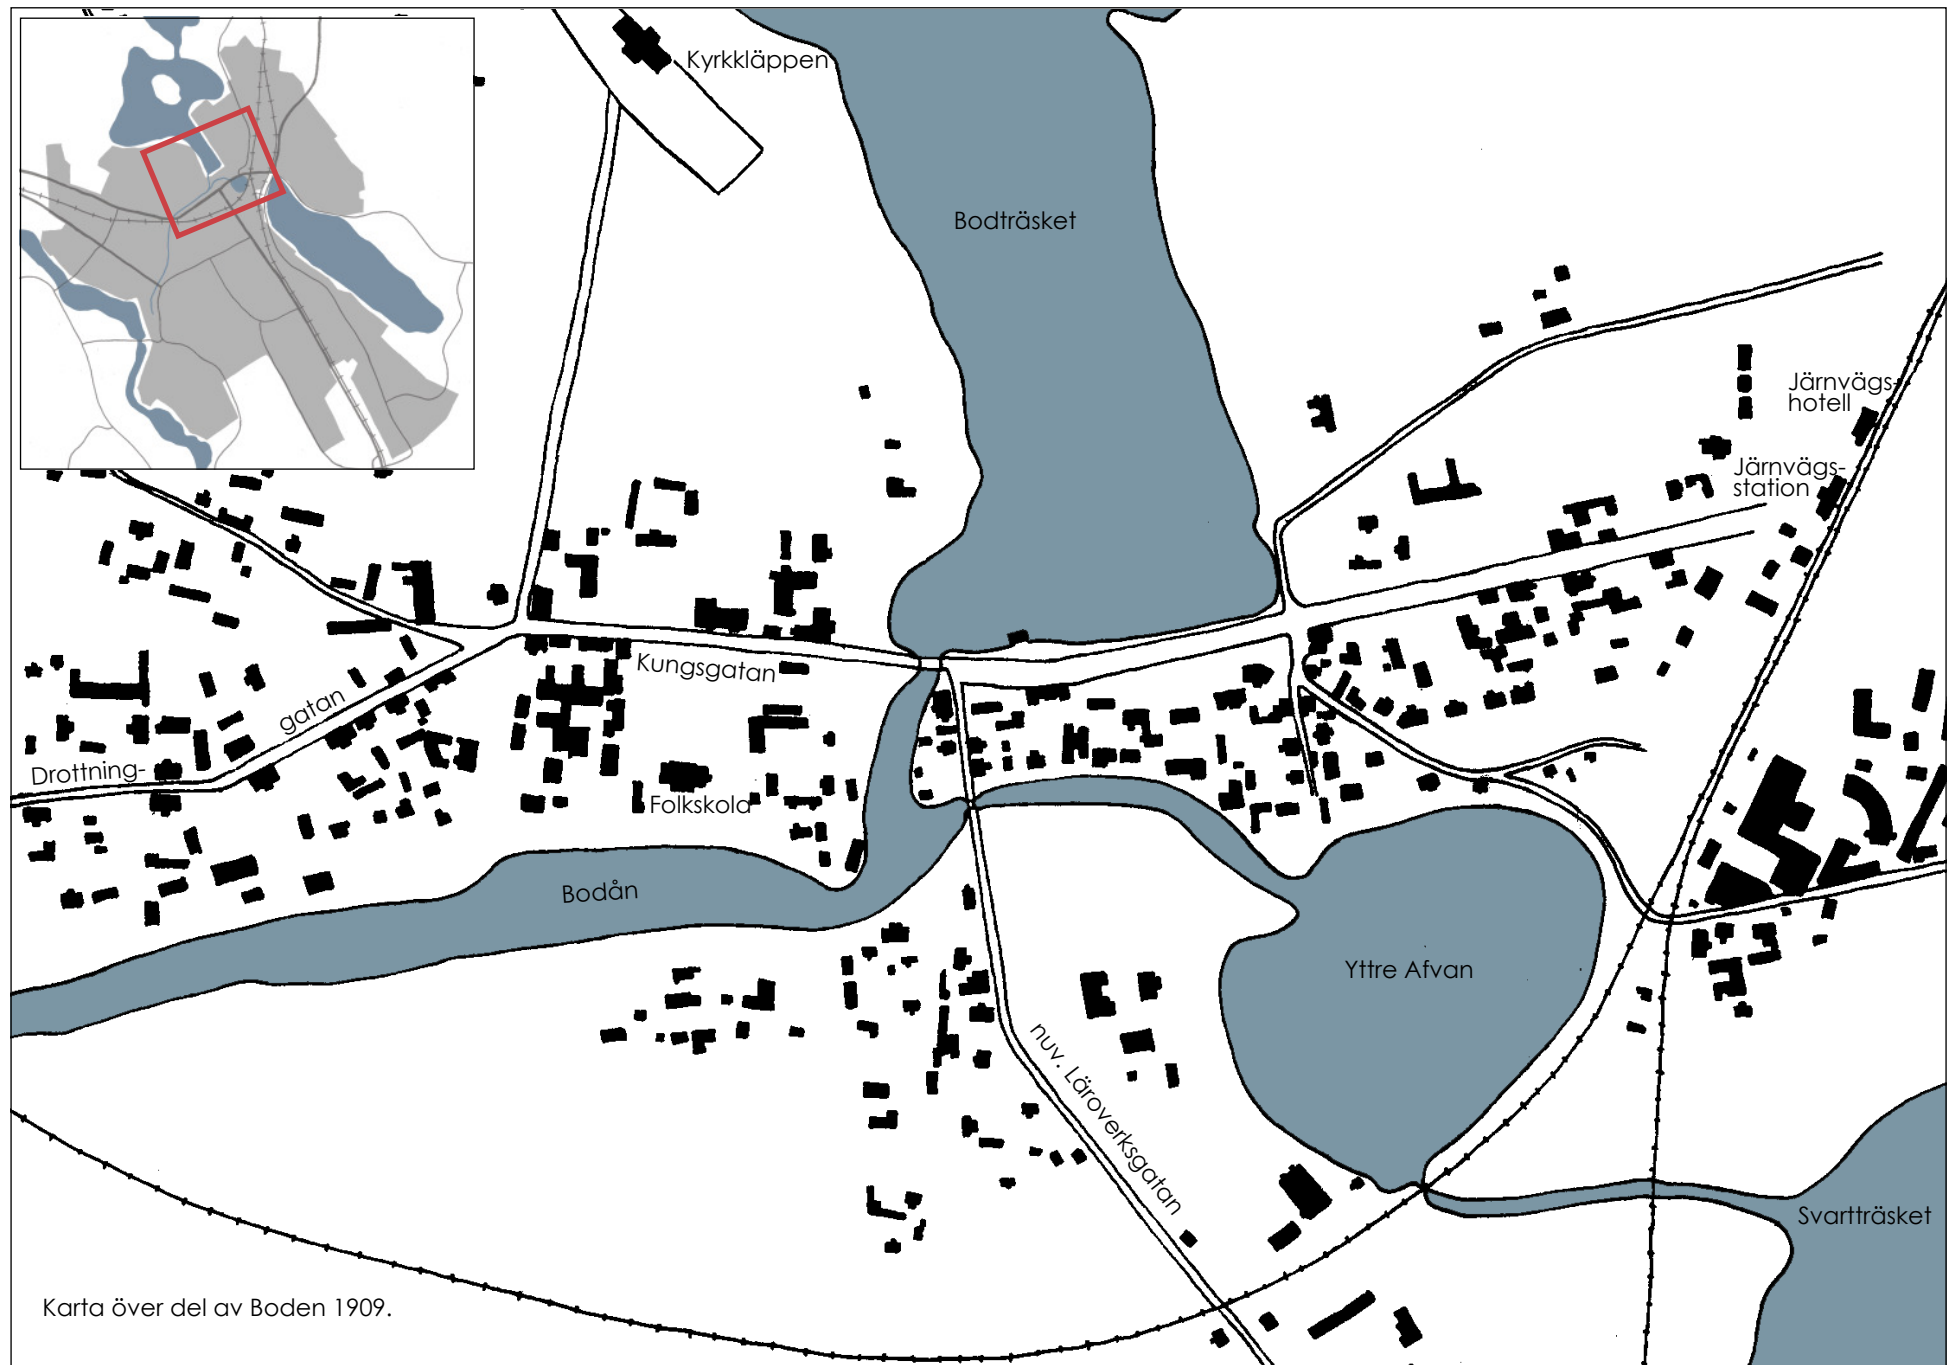 Kyrkkläppen
Bodträsket
Järnvägs-
hotell
Järnvägs-
station
Kungsgatan
Drottning-
gatan
Folkskola
Bodån
Yttre Afvan
nuv. Läroverksgatan
Svartträsket
Karta över del av Boden 1909.